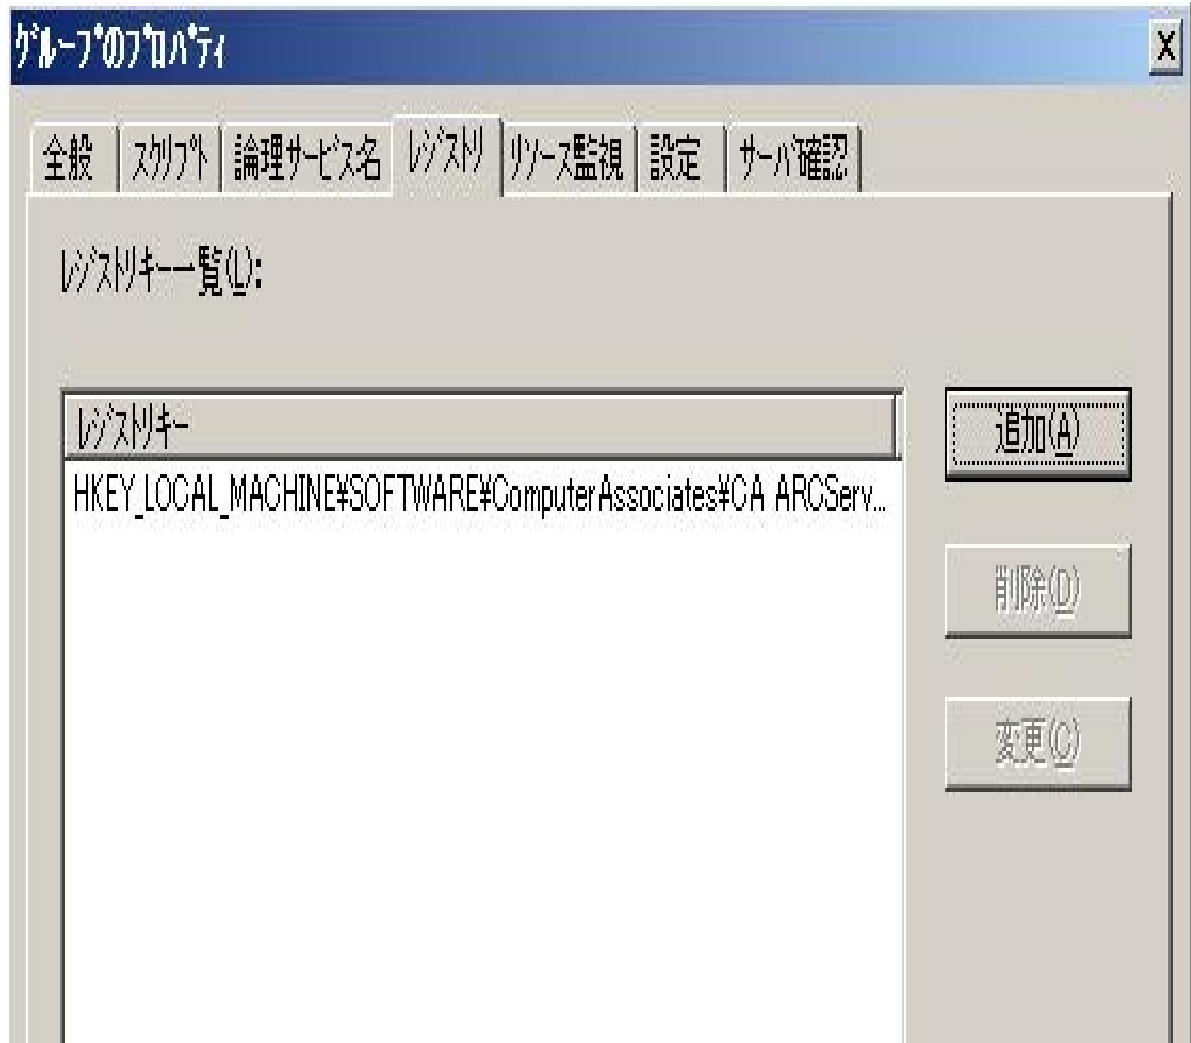 グループのプロパティ
全般 スクリプト 論理サービス名 レジストリ リソース監視 設定 サーバ確認
レジストリキー一覧(L):
レジストリキー
追加(A)
HKEY_LOCAL_MACHINE¥SOFTWARE¥ComputerAssociates¥CA ARCServ...
削除(D)
変更(C)